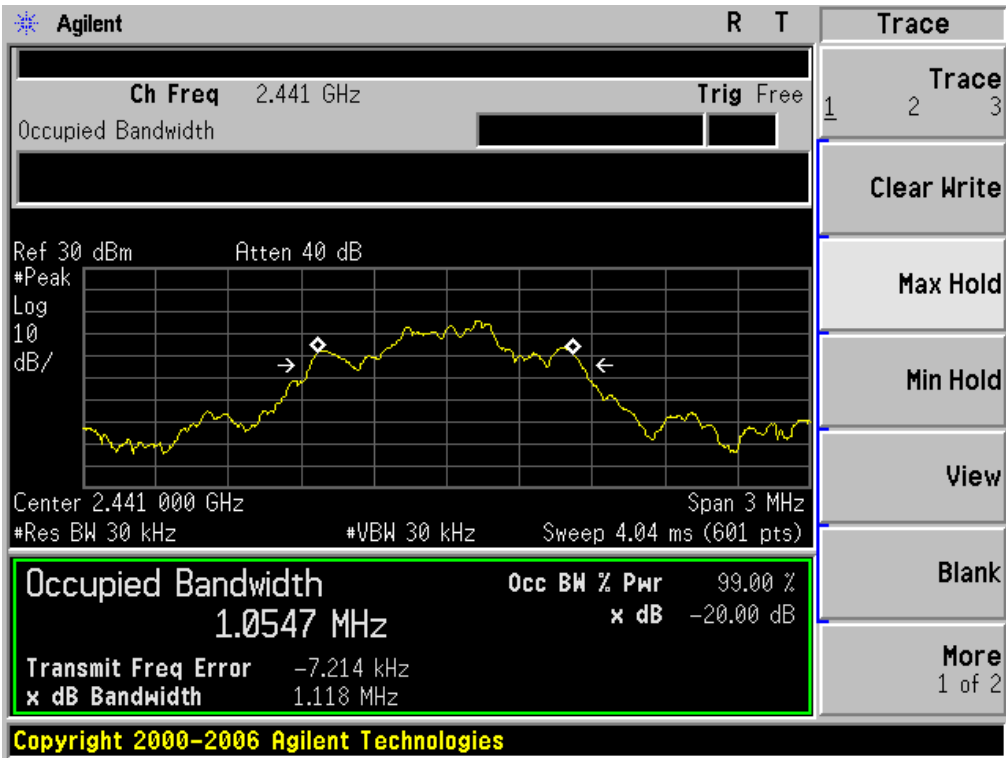 Agilent R T
Ch Freq 2.441 GHz Trig Free
Occupied Bandwidth
Ref 30 dBm Atten 40 dB
#Peak
Log
10
dB/
Center 2.441 000 GHz Span 3 MHz
#Res BW 30 kHz #VBW 30 kHz Sweep 4.04 ms (601 pts)
Occupied Bandwidth Occ BW % Pwr 99.00 %
1.0547 MHz x dB -20.00 dB
Transmit Freq Error -7.214 kHz
x dB Bandwidth 1.118 MHz
Copyright 2000-2006 Agilent Technologies
Trace
Trace
1 2 3
Clear Write
Max Hold
Min Hold
View
Blank
More
1 of 2